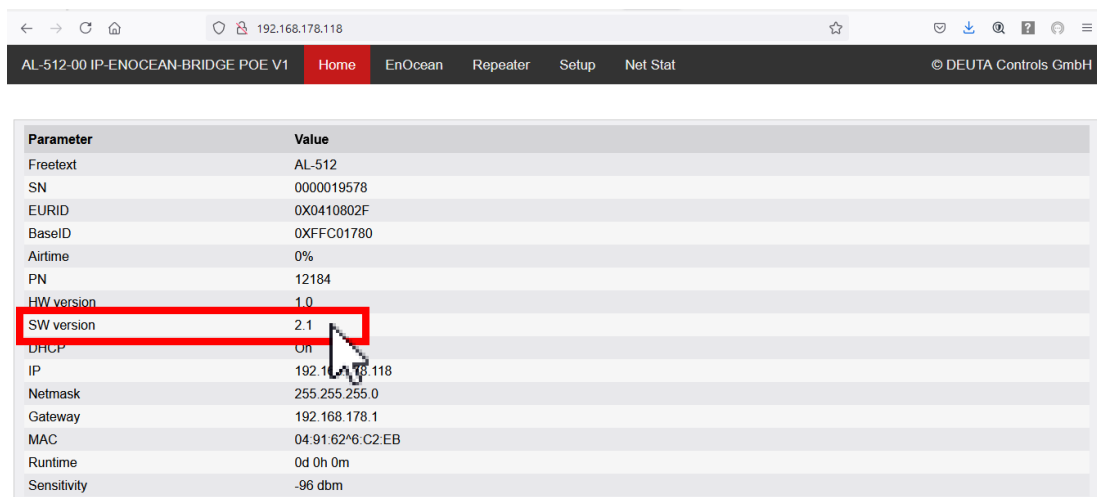 192.168.178.118
AL-512-00 IP-ENOCEAN-BRIDGE POE V1 Home EnOcean Repeater Setup Net Stat © DEUTA Controls GmbH
Parameter Value
Freetext AL-512
SN 0000019578
EURID 0X0410802F
BaseID 0XFFC01780
Airtime 0%
PN 12184
HW version 1.0
SW version 2.1
DHCP On
IP 118
Netmask 255.255.255.0
Gateway 192.168.178.1
MAC 04:91:62^6:C2:EB
Runtime 0d 0h 0m
Sensitivity -96 dbm